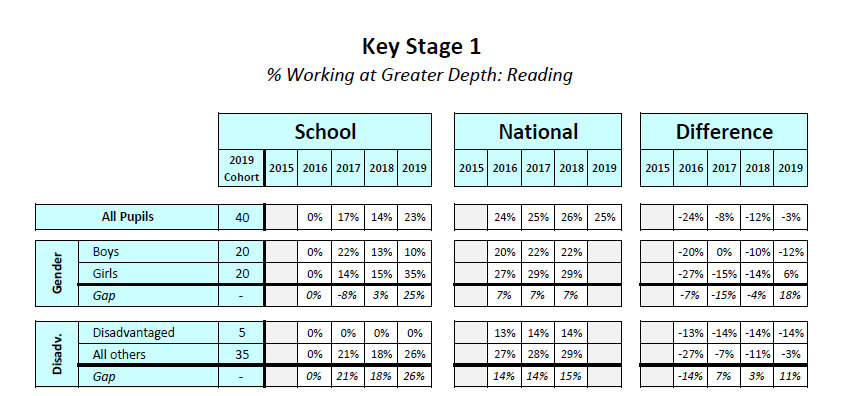 Key Stage 1
% Working at Greater Depth: Reading
School National Difference
2019 Cohort 2015 2016 2017 2018 2019 2015 2016 2017 2018 2019 2015 2016 2017 2018 2019
All Pupils 40 0% 17% 14% 23% 24% 25% 26% 25% -24% -8% -12% -3%
Gender
Boys 20 0% 22% 13% 10% 20% 22% 22% -20% 0% -10% -12%
Girls 20 0% 14% 15% 35% 27% 29% 29% -27% -15% -14% 6%
Gap - 0% -8% 3% 25% 7% 7% 7% -7% -15% -4% 18%
Disadv.
Disadvantaged 5 0% 0% 0% 0% 13% 14% 14% -13% -14% -14% -14%
All others 35 0% 21% 18% 26% 27% 28% 29% -27% -7% -11% -3%
Gap - 0% 21% 18% 26% 14% 14% 15% -14% 7% 3% 11%